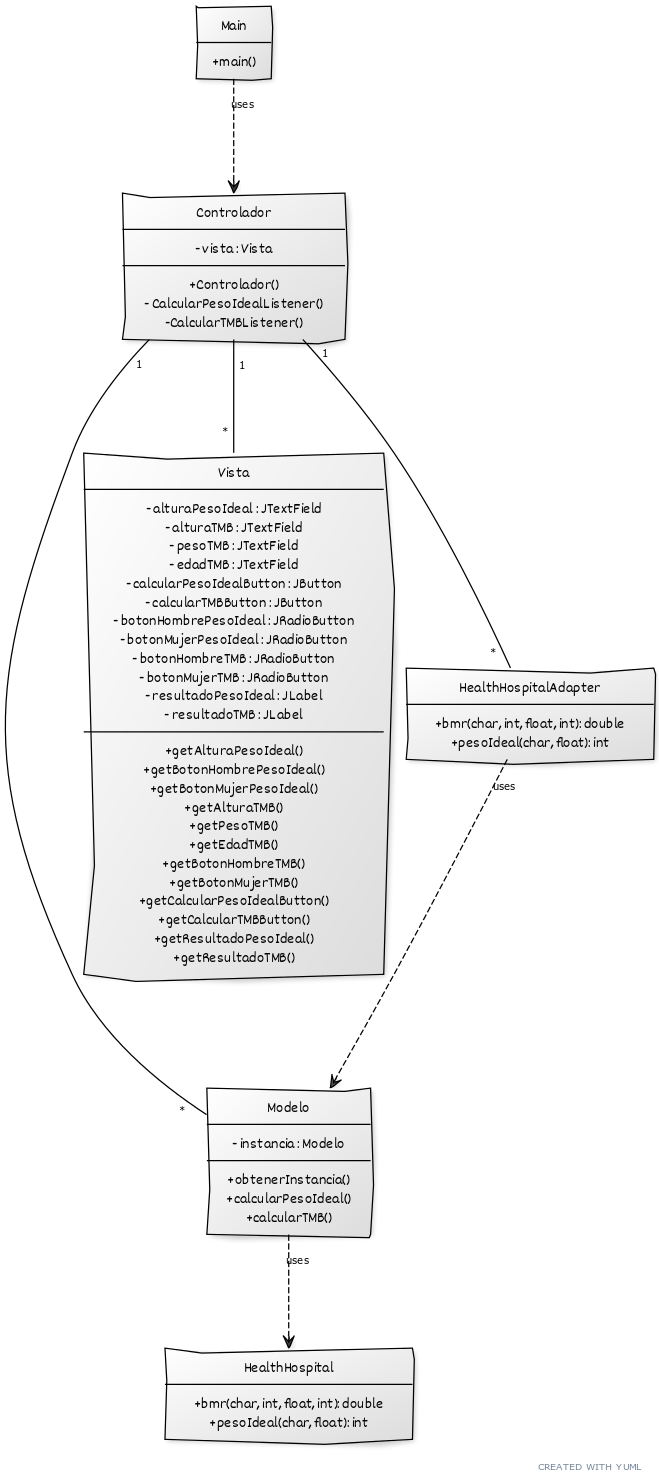 Main
+main()
uses
Controlador
-vista:Vista
+Controlador()
-CalcularPesoIdealListener()
-CalcularTMBListener()
1
1
1
*
Vista
-alturaPesoIdeal:JTextField
-alturaTMB:JTextField
-pesoTMB:JTextField
-edadTMB:JTextField
-calcularPesoIdealButton:JButton
-calcularTMBButton:JButton
-botonHombrePesoIdeal:JRadioButton
-botonMujerPesoIdeal:JRadioButton
-botonHombreTMB:JRadioButton
-botonMujerTMB:JRadioButton
-resultadoPesoIdeal:JLabel
-resultadoTMB:JLabel
+getAlturaPesoIdeal()
+getBotonHombrePesoIdeal()
+getBotonMujerPesoIdeal()
+getAlturaTMB()
+getPesoTMB()
+getEdadTMB()
+getBotonHombreTMB()
+getBotonMujerTMB()
+getCalcularPesoIdealButton()
+getCalcularTMBButton()
+getResultadoPesoIdeal()
+getResultadoTMB()
*
HealthHospitalAdapter
+bmr(char, int, float, int): double
+pesoIdeal(char, float): int
uses
*
Modelo
-instancia:Modelo
+obtenerInstancia()
+calcularPesoIdeal()
+calcularTMB()
uses
HealthHospital
+bmr(char, int, float, int): double
+pesoIdeal(char, float): int
CREATED WITH YUML